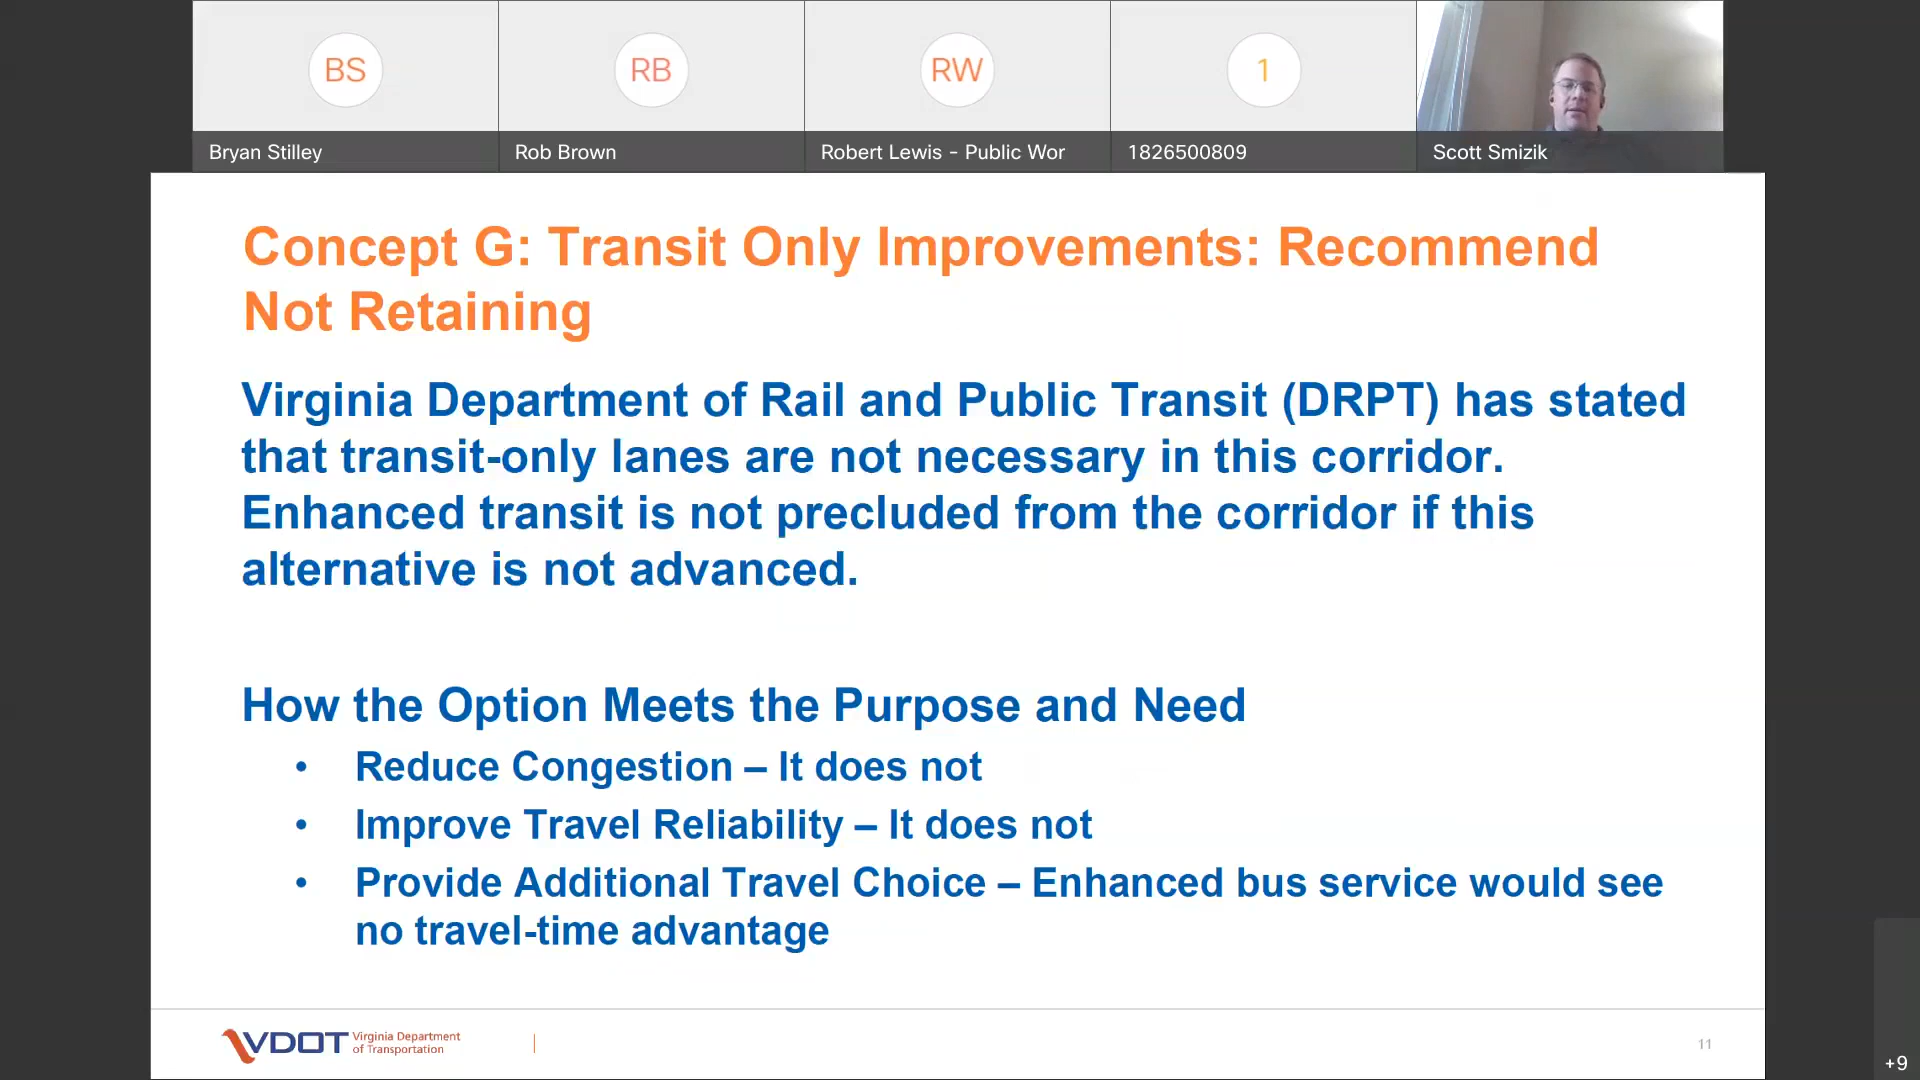 BS
RB
RW
1
Bryan Stilley
Rob Brown
Robert Lewis - Public Wor
1826500809
Scott Smizik
Concept G: Transit Only Improvements: Recommend
Not Retaining
Virginia Department of Rail and Public Transit (DRPT) has stated
that transit-only lanes are not necessary in this corridor.
Enhanced transit is not precluded from the corridor if this
alternative is not advanced.
How the Option Meets the Purpose and Need
• Reduce Congestion – It does not
• Improve Travel Reliability – It does not
• Provide Additional Travel Choice – Enhanced bus service would see
no travel-time advantage
VDOT Virginia Department
of Transportation
11
+9